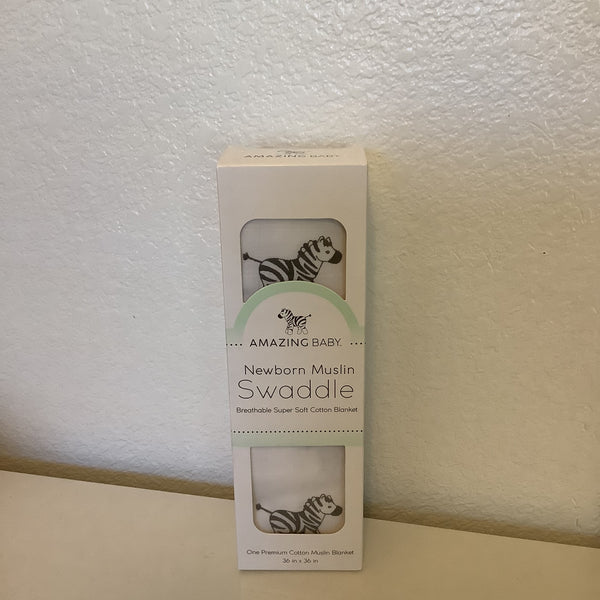 AMAZING BABY
AMAZING BABY.
Newborn Muslin
Swaddle
Breathable Super Soft Cotton Blanket
One Premium Cotton Muslin Blanket
36 in x 36 in